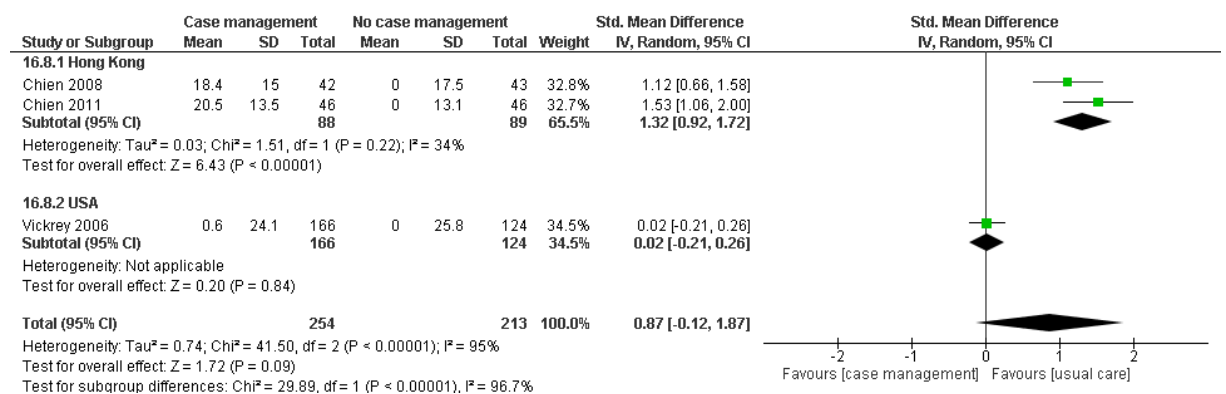 Case management No case management Std. Mean Difference Std. Mean Difference
Study or Subgroup Mean SD Total Mean SD Total Weight IV, Random, 95% CI IV, Random, 95% CI
16.8.1 Hong Kong
Chien 2008 18.4 15 42 0 17.5 43 32.8% 1.12 [0.66, 1.58]
Chien 2011 20.5 13.5 46 0 13.1 46 32.7% 1.53 [1.06, 2.00]
Subtotal (95% CI) 88 89 65.5% 1.32 [0.92, 1.72]
Heterogeneity: Tau² = 0.03; Chi² = 1.51, df = 1 (P = 0.22); I² = 34%
Test for overall effect: Z = 6.43 (P < 0.00001)
16.8.2 USA
Vickrey 2006 0.6 24.1 166 0 25.8 124 34.5% 0.02 [-0.21, 0.26]
Subtotal (95% CI) 166 124 34.5% 0.02 [-0.21, 0.26]
Heterogeneity: Not applicable
Test for overall effect: Z = 0.20 (P = 0.84)
Total (95% CI) 254 213 100.0% 0.87 [-0.12, 1.87]
Heterogeneity: Tau² = 0.74; Chi² = 41.50, df = 2 (P < 0.00001); I² = 95%
Test for overall effect: Z = 1.72 (P = 0.09)
Test for subgroup differences: Chi² = 29.89, df = 1 (P < 0.00001), I² = 96.7%
-2 -1 0 1 2
Favours [case management] Favours [usual care]